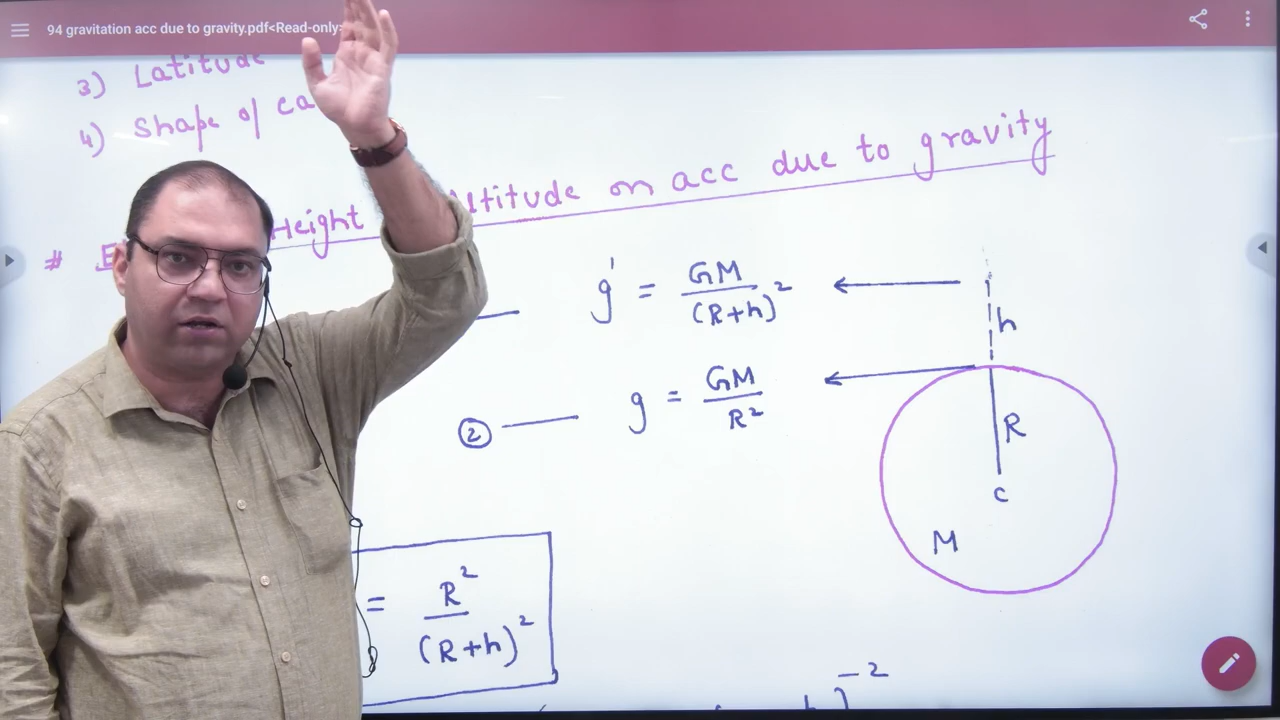 94 gravitation acc due to gravity.pdf<Read-only>
3) Latitude
4) Shape of ea
# E Height ltitude on acc due to gravity
g' = GM/(R+h)²
h
② — g = GM/R²
R
c
M
= R²/(R+h)²
)⁻²